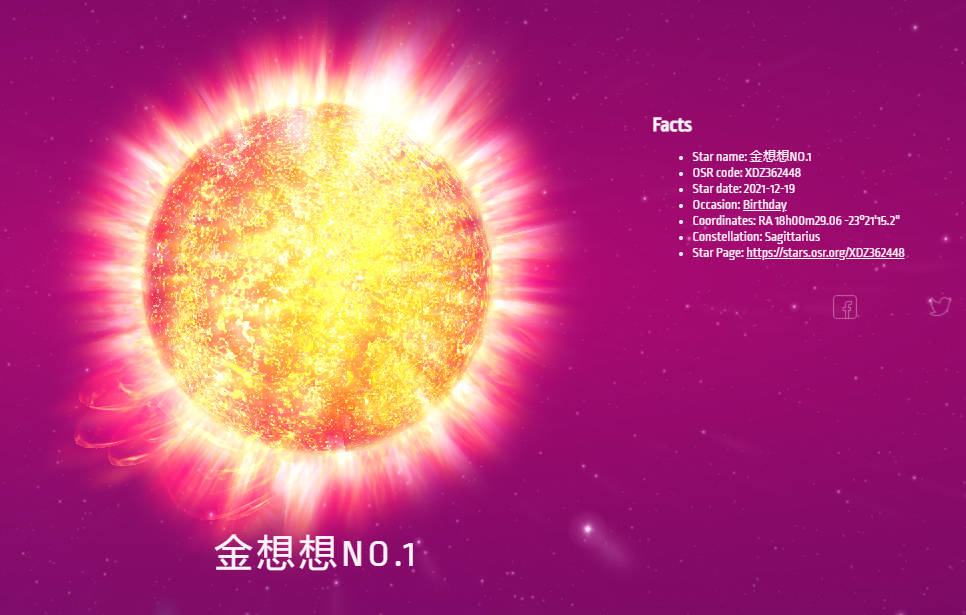 Facts
Star name: 金想想NO.1
OSR code: XDZ362448
Star date: 2021-12-19
Occasion: Birthday
Coordinates: RA 18h00m29.06 -23°21'15.2"
Constellation: Sagittarius
Star Page: https://stars.osr.org/XDZ362448
金想想NO.1